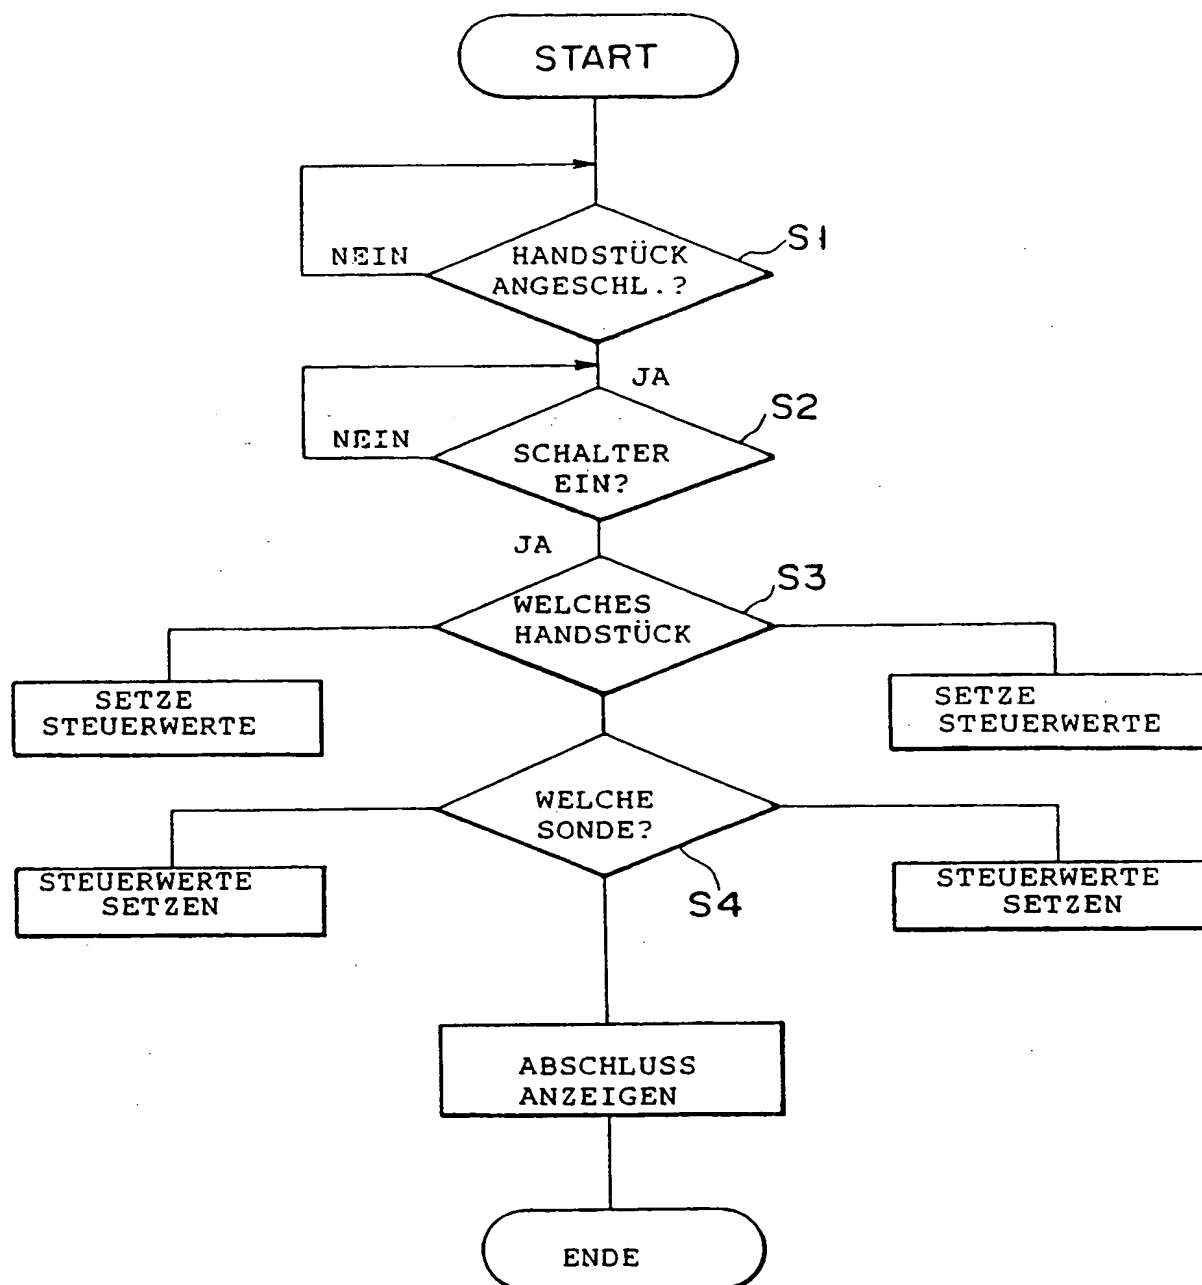 START
NEIN
HANDSTÜCK
ANGESCHL.?
S1
JA
NEIN
SCHALTER
EIN?
S2
JA
WELCHES
HANDSTÜCK
S3
SETZE
STEUERWERTE
SETZE
STEUERWERTE
WELCHE
SONDE?
S4
STEUERWERTE
SETZEN
STEUERWERTE
SETZEN
ABSCHLUSS
ANZEIGEN
ENDE